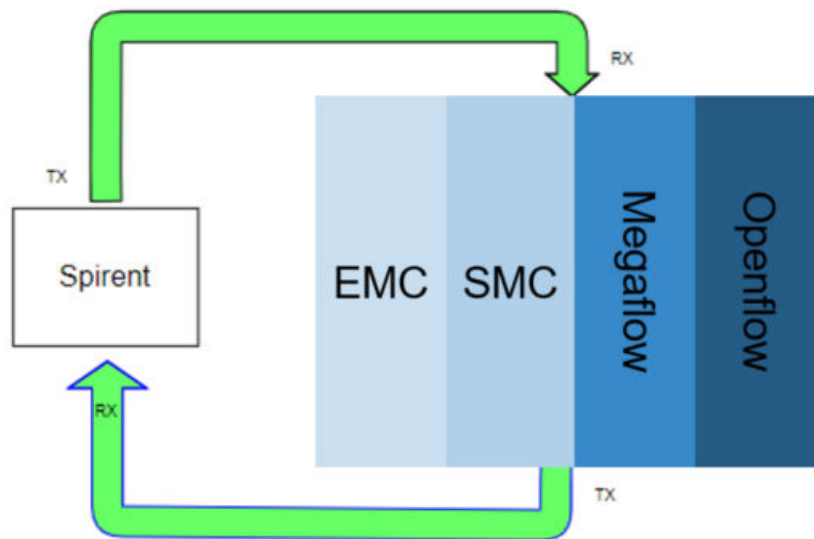 RX
TX
Spirent
EMC
SMC
Megaflow
Openflow
RX
TX